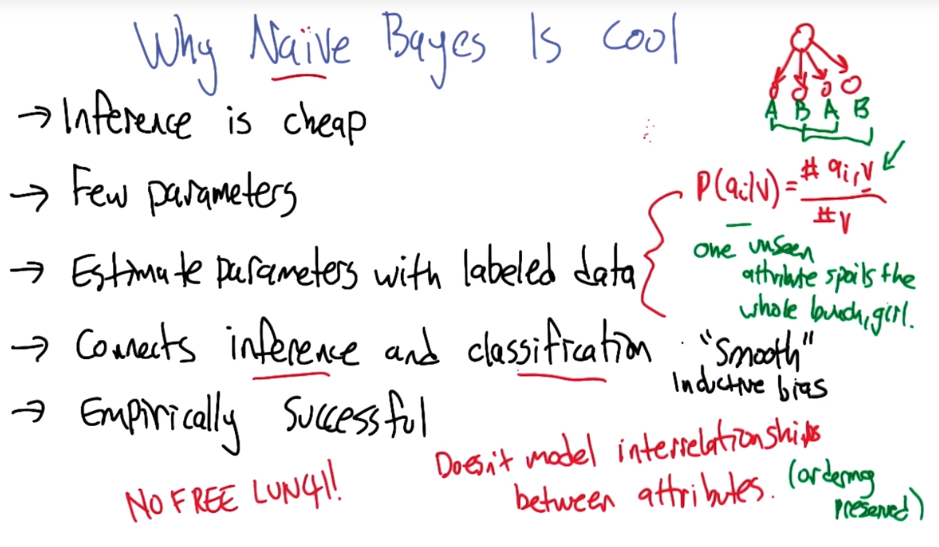 Why Naïve Bayes Is Cool
→ Inference is cheap
→ Few parameters
→ Estimate parameters with labeled data
→ Connects inference and classification
→ Empirically successful
NO FREE LUNCH!
A B A B
P(ai|V) = # ai, V / # V
one unseen
attribute spoils the
whole bunch, girl.
"Smooth"
Inductive bias
Doesn't model interrelationships
between attributes.
(ordering
preserved)